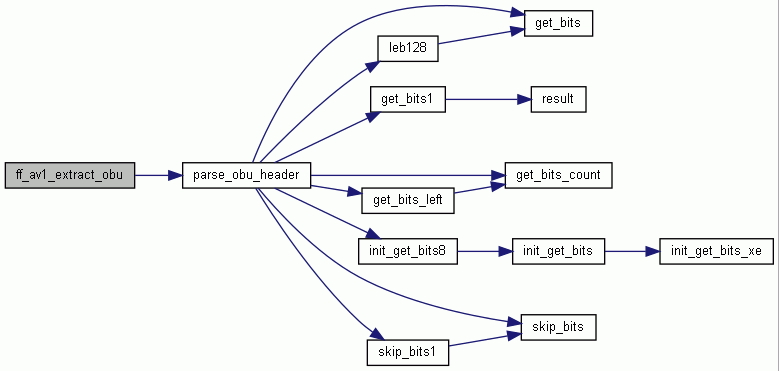 get_bits
leb128
get_bits1
result
ff_av1_extract_obu
parse_obu_header
get_bits_count
get_bits_left
init_get_bits8
init_get_bits
init_get_bits_xe
skip_bits
skip_bits1